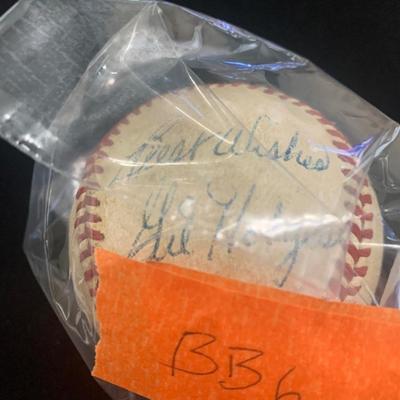 Best Wishes
Gil Hodges
BB6